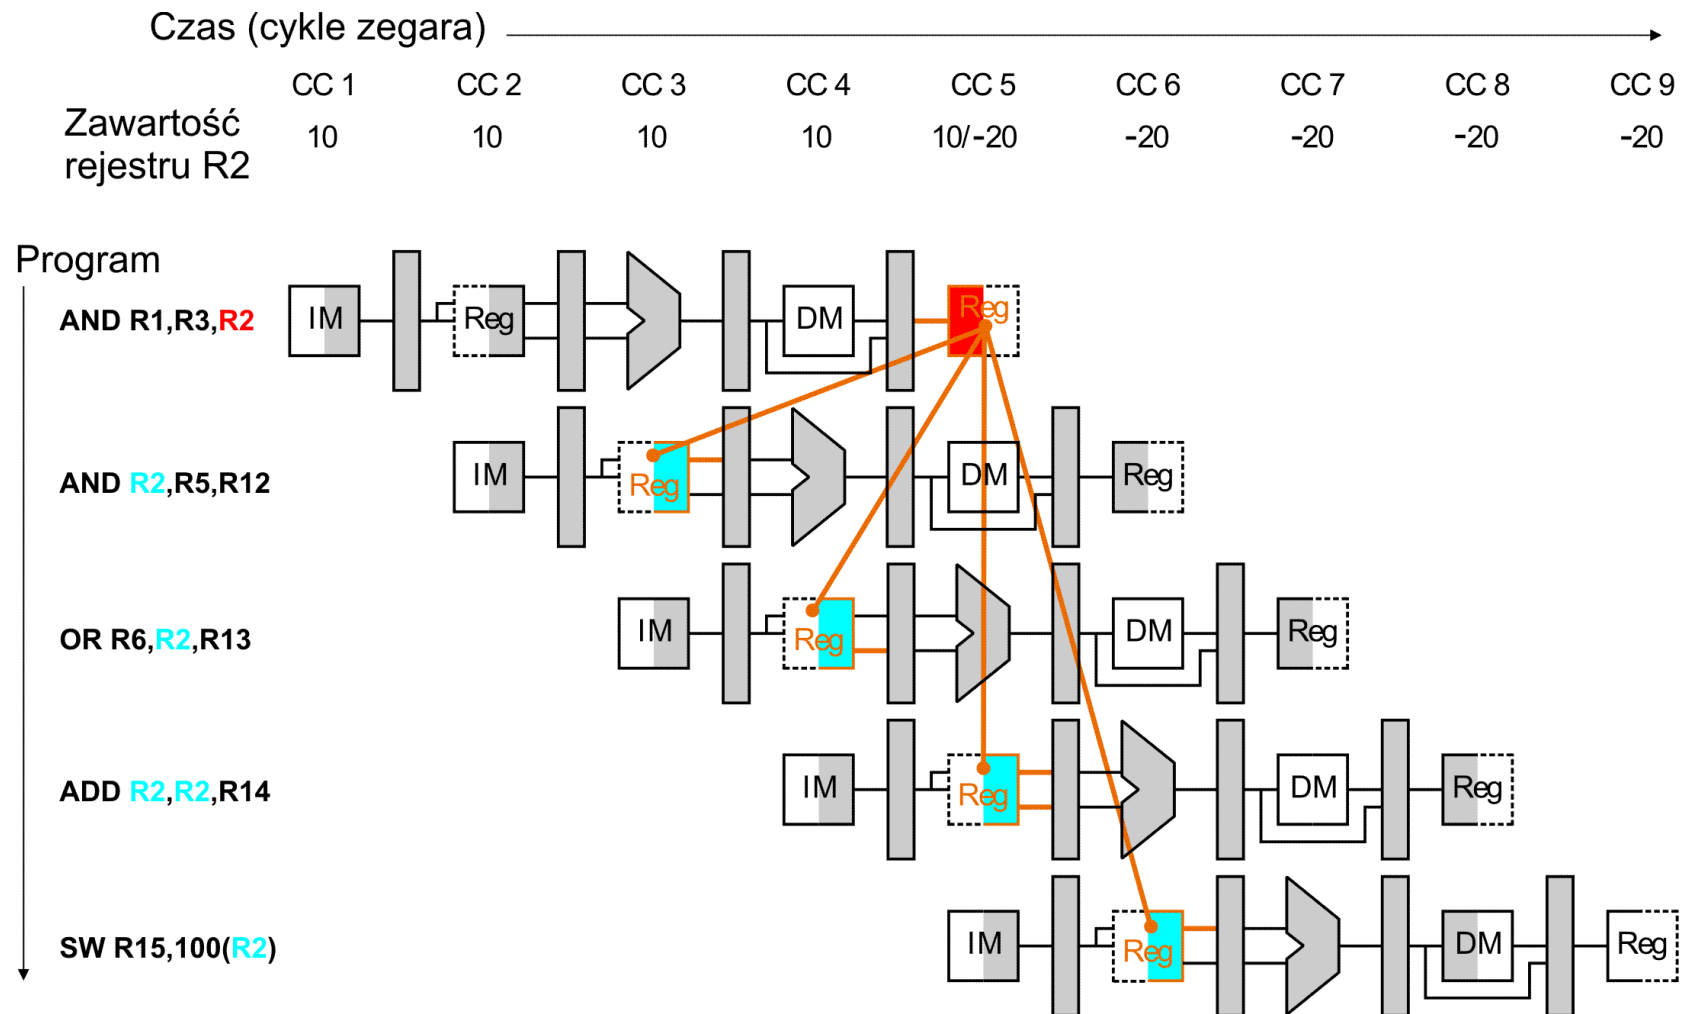 Czas (cykle zegara)
CC 1 CC 2 CC 3 CC 4 CC 5 CC 6 CC 7 CC 8 CC 9
Zawartość
rejestru R2
10 10 10 10 10/-20 -20 -20 -20 -20
Program
AND R1,R3,R2
IM Reg DM Reg
AND R2,R5,R12
IM Reg DM Reg
OR R6,R2,R13
IM Reg DM Reg
ADD R2,R2,R14
IM Reg DM Reg
SW R15,100(R2)
IM Reg DM Reg